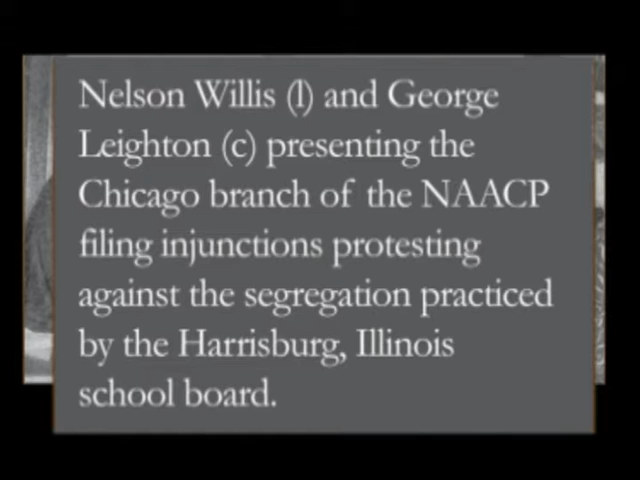 Nelson Willis (l) and George
Leighton (c) presenting the
Chicago branch of the NAACP
filing injunctions protesting
against the segregation practiced
by the Harrisburg, Illinois
school board.